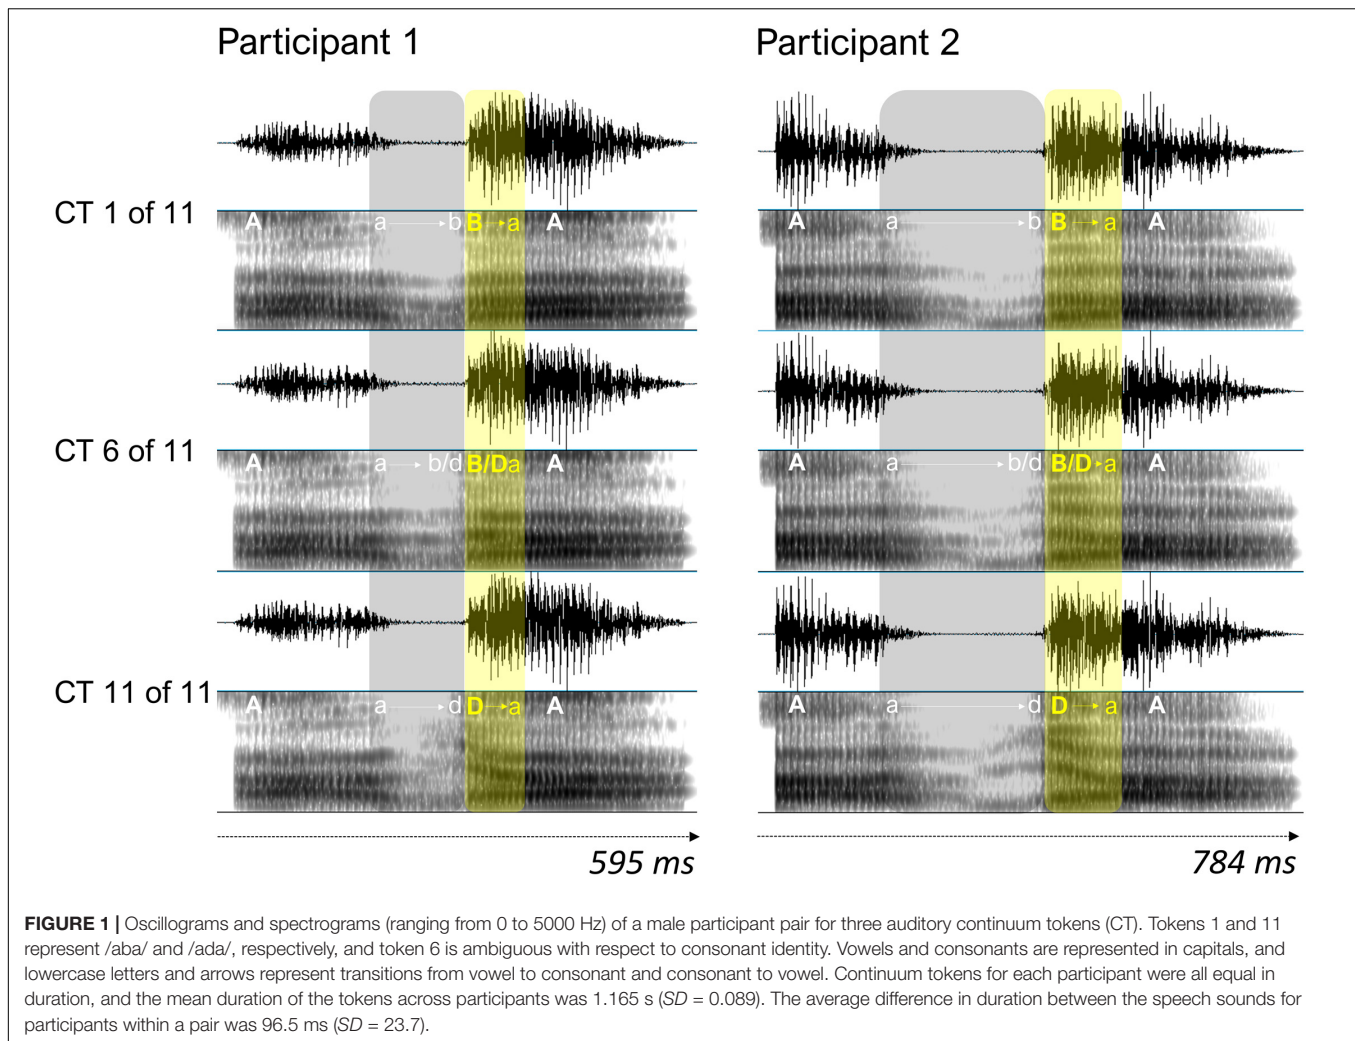 Participant 1
Participant 2
CT 1 of 11
A a b B a A
A a b B a A
CT 6 of 11
A a b/d B/D a A
A a b/d B/D a A
CT 11 of 11
A a d D a A
A a d D a A
595 ms
784 ms
FIGURE 1 | Oscillograms and spectrograms (ranging from 0 to 5000 Hz) of a male participant pair for three auditory continuum tokens (CT). Tokens 1 and 11
represent /aba/ and /ada/, respectively, and token 6 is ambiguous with respect to consonant identity. Vowels and consonants are represented in capitals, and
lowercase letters and arrows represent transitions from vowel to consonant and consonant to vowel. Continuum tokens for each participant were all equal in
duration, and the mean duration of the tokens across participants was 1.165 s (SD = 0.089). The average difference in duration between the speech sounds for
participants within a pair was 96.5 ms (SD = 23.7).